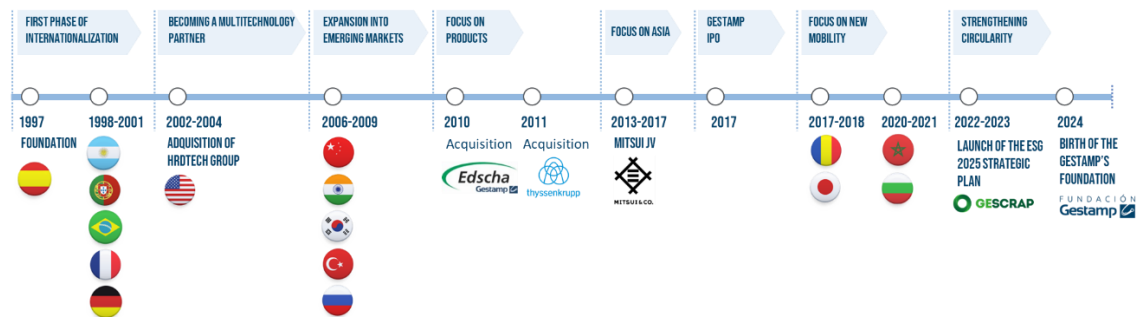 FIRST PHASE OF
INTERNATIONALIZATION
BECOMING A MULTITECHNOLOGY
PARTNER
EXPANSION INTO
EMERGING MARKETS
FOCUS ON
PRODUCTS
FOCUS ON ASIA
GESTAMP
IPO
FOCUS ON NEW
MOBILITY
STRENGTHENING
CIRCULARITY
1997
FOUNDATION
1998-2001
2002-2004
ADQUISITION OF
HRDTECH GROUP
2006-2009
2010
Acquisition
Edscha
Gestamp
2011
Acquisition
thyssenkrupp
2013-2017
MITSUI JV
MITSUI & CO.
2017
2017-2018
2020-2021
2022-2023
LAUNCH OF THE ESG
2025 STRATEGIC
PLAN
GESCRAP
2024
BIRTH OF THE
GESTAMP'S
FOUNDATION
FUNDACIÓN
Gestamp